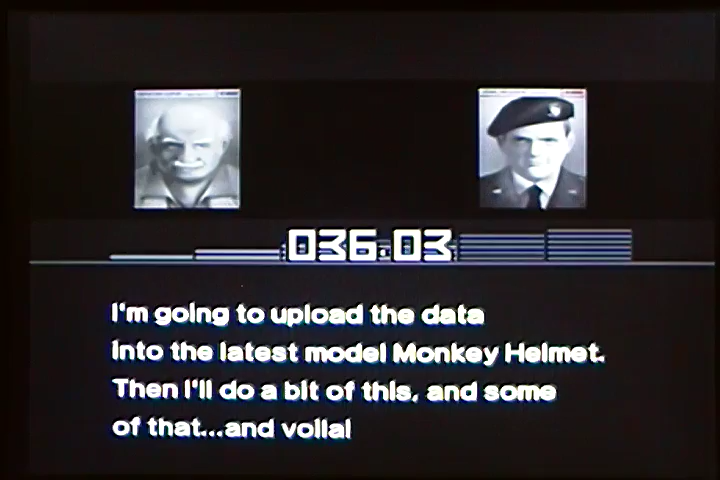 036.03
I'm going to upload the data
into the latest model Monkey Helmet.
Then I'll do a bit of this, and some
of that...and voila!